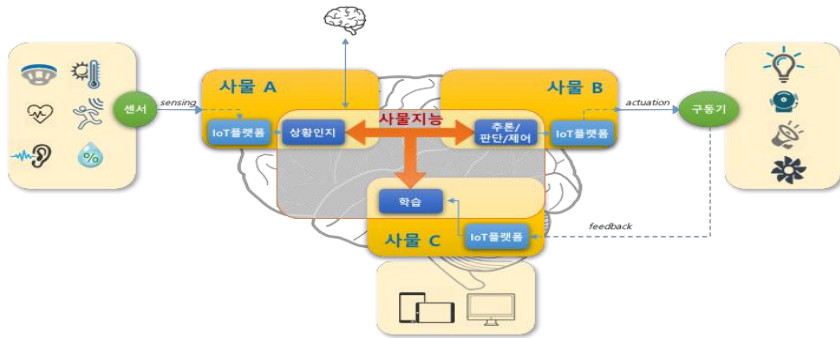 사물 A
사물 B
센서
sensing
사물지능
actuation
구동기
IoT플랫폼
상황인지
추론/
판단/제어
IoT플랫폼
%
학습
사물 C
IoT플랫폼
feedback